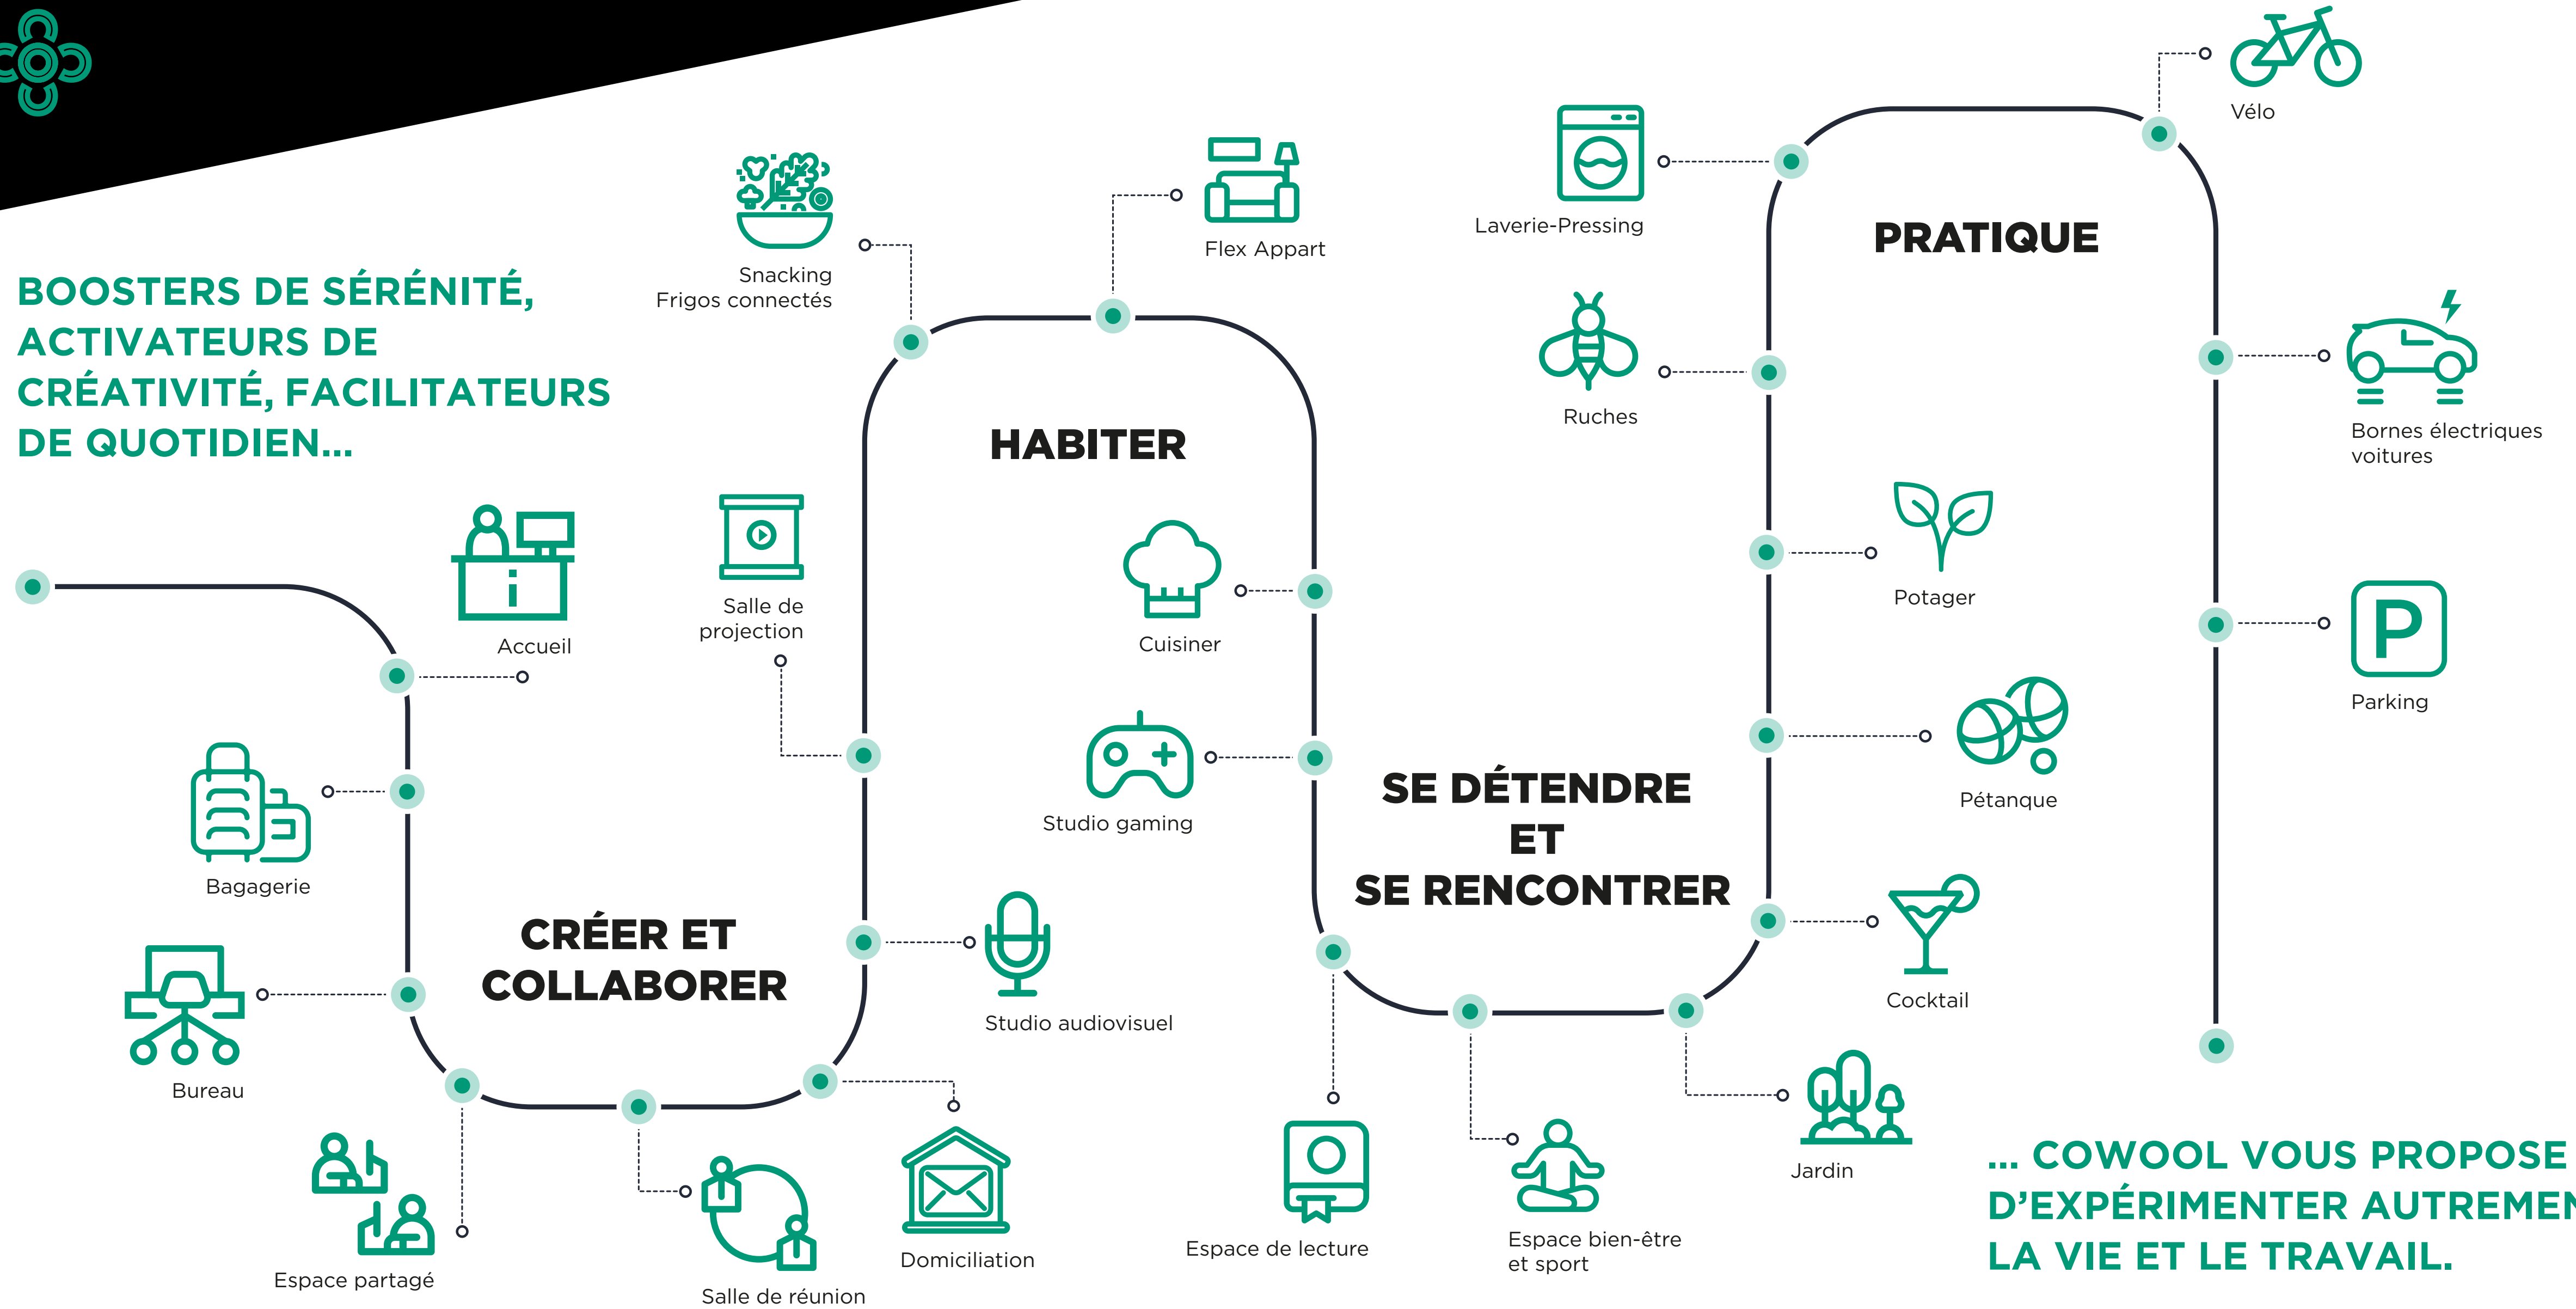 BOOSTERS DE SÉRÉNITÉ,
ACTIVATEURS DE
CRÉATIVITÉ, FACILITATEURS
DE QUOTIDIEN...
Accueil
Bagagerie
Bureau
CRÉER ET
COLLABORER
Espace partagé
Salle de réunion
Domiciliation
Studio audiovisuel
Salle de
projection
Snacking
Frigos connectés
Flex Appart
HABITER
Cuisiner
Studio gaming
SE DÉTENDRE
ET
SE RENCONTRER
Espace de lecture
Espace bien-être
et sport
Jardin
Cocktail
Pétanque
Potager
Ruches
Laverie-Pressing
PRATIQUE
Vélo
Bornes électriques
voitures
P
Parking
... COWOOL VOUS PROPOSE
D’EXPÉRIMENTER AUTREMEN
LA VIE ET LE TRAVAIL.